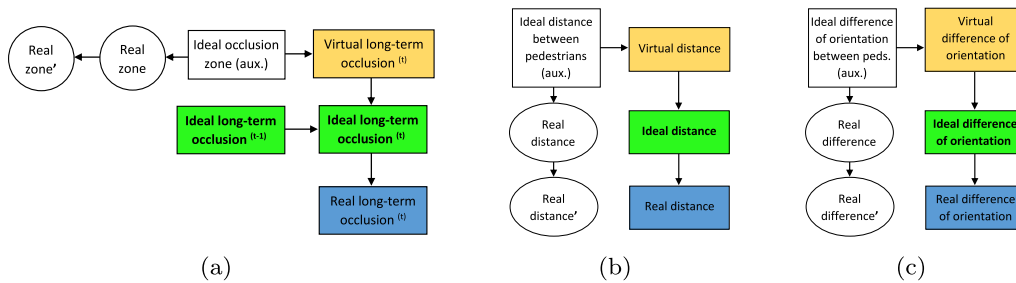 Real
zone'
Real
zone
Ideal occlusion
zone (aux.)
Virtual long-term
occlusion (t)
Ideal long-term
occlusion (t-1)
Ideal long-term
occlusion (t)
Real long-term
occlusion (t)
(a)
Ideal distance
between
pedestrians
(aux.)
Virtual distance
Real
distance
Ideal distance
Real
distance'
Real distance
(b)
Ideal difference
of orientation
between peds.
(aux.)
Virtual
difference of
orientation
Real
difference
Ideal difference
of orientation
Real
difference'
Real difference
of orientation
(c)